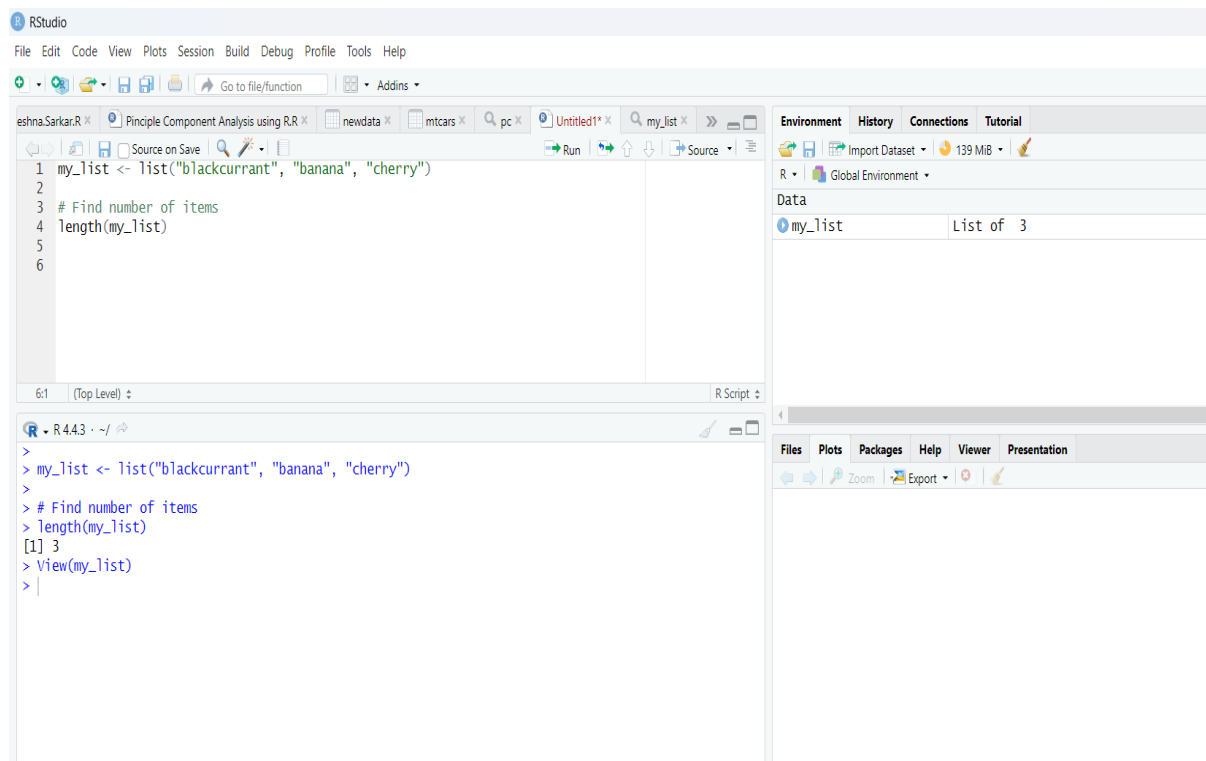 RStudio
File Edit Code View Plots Session Build Debug Profile Tools Help
Go to file/function Addins
eshna.Sarkar.R Pinciple Component Analysis using R.R newdata mtcars pc Untitled1* my_list
Source on Save Run Source
1 my_list <- list("blackcurrant", "banana", "cherry")
2
3 # Find number of items
4 length(my_list)
5
6
6:1 (Top Level) R Script
R 4.4.3 · ~/
>
> my_list <- list("blackcurrant", "banana", "cherry")
>
> # Find number of items
> length(my_list)
[1] 3
> View(my_list)
>
Environment History Connections Tutorial
Import Dataset 139 MiB
R Global Environment
Data
my_list List of 3
Files Plots Packages Help Viewer Presentation
Zoom Export